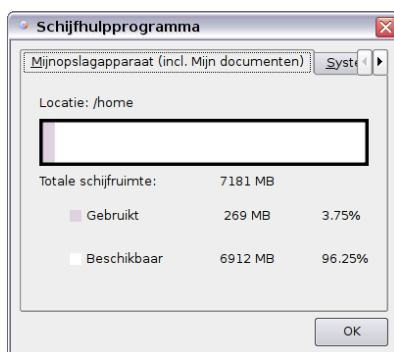 Schijfhulpprogramma
Mijnopslagapparaat (incl. Mijn documenten) Syste
Locatie: /home
Totale schijfruimte: 7181 MB
Gebruikt 269 MB 3.75%
Beschikbaar 6912 MB 96.25%
OK